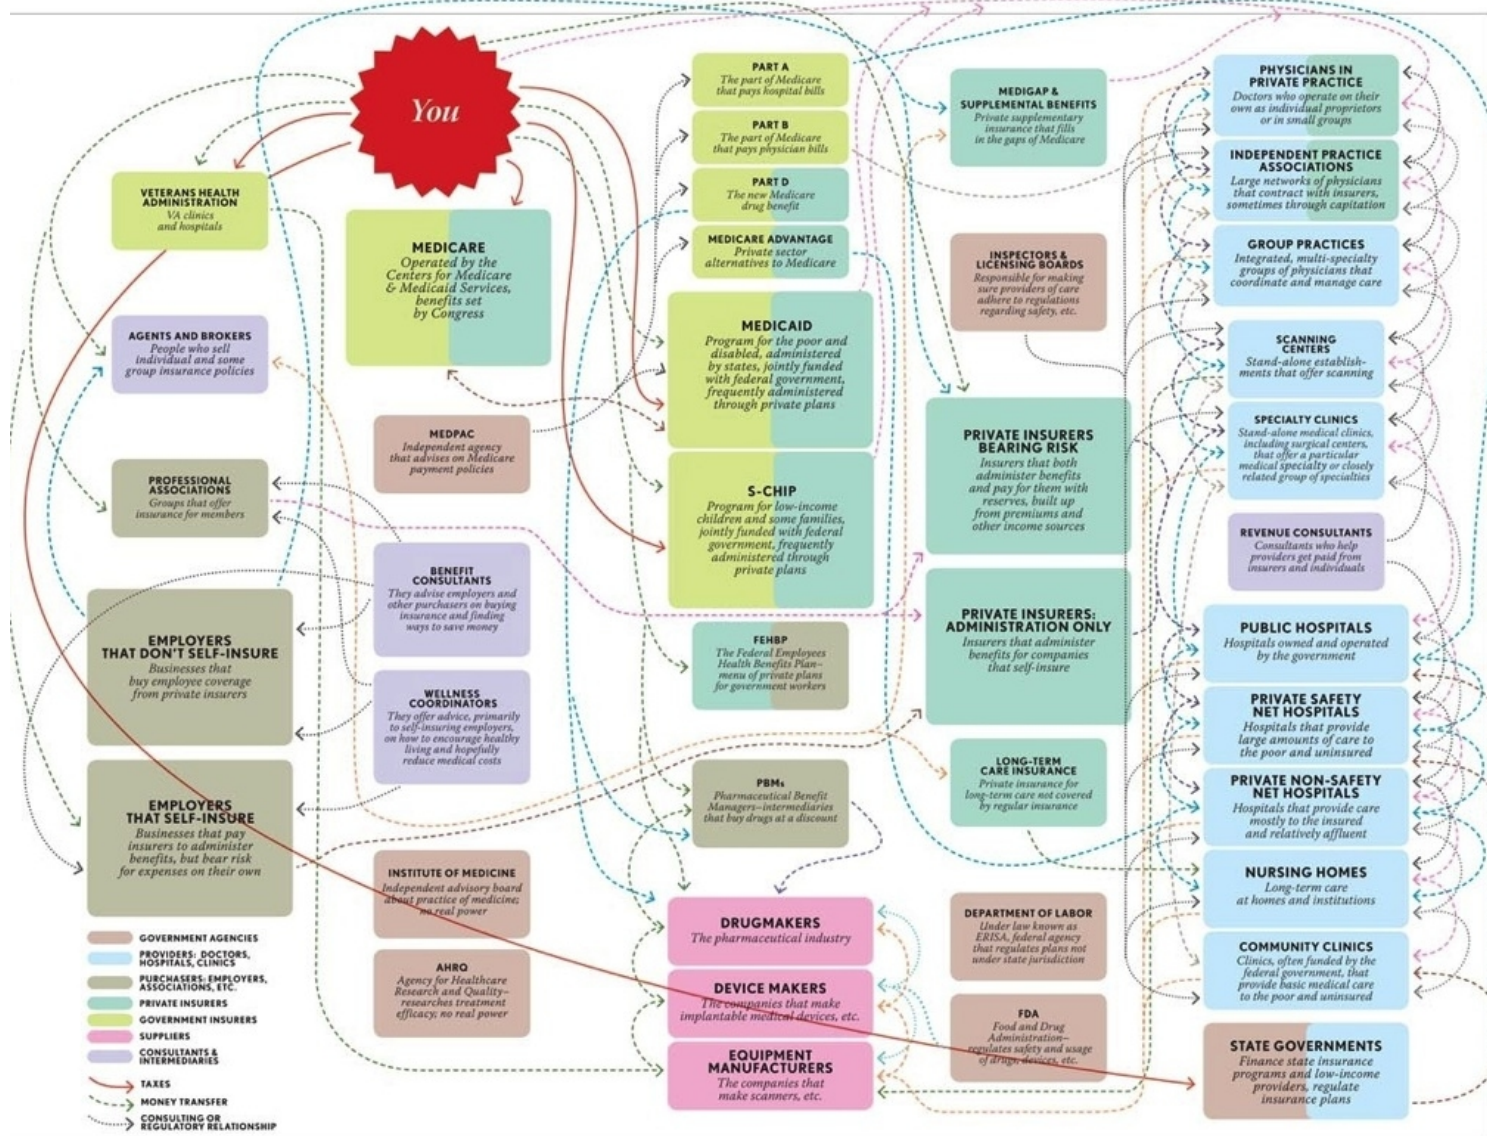 You
VETERANS HEALTH
ADMINISTRATION
VA clinics
and hospitals
AGENTS AND BROKERS
People who sell
individual and some
group insurance policies
PROFESSIONAL
ASSOCIATIONS
Groups that offer
insurance for members
EMPLOYERS
THAT DON'T SELF-INSURE
Businesses that
buy employee coverage
from private insurers
EMPLOYERS
THAT SELF-INSURE
Businesses that pay
insurers to administer
benefits, but bear risk
for expenses on their own
GOVERNMENT AGENCIES
PROVIDERS: DOCTORS,
HOSPITALS, CLINICS
PURCHASERS: EMPLOYERS,
ASSOCIATIONS, ETC.
PRIVATE INSURERS
GOVERNMENT INSURERS
SUPPLIERS
CONSULTANTS &
INTERMEDIARIES
TAXES
MONEY TRANSFER
CONSULTING OR
REGULATORY RELATIONSHIP
MEDICARE
Operated by the
Centers for Medicare
& Medicaid Services,
benefits set
by Congress
MEDPAC
Independent agency
that advises on Medicare
payment policies
BENEFIT
CONSULTANTS
They advise employers and
other purchasers on buying
insurance and finding
ways to save money
WELLNESS
COORDINATORS
They offer advice, primarily
to self-insuring employers,
on how to encourage healthy
living and hopefully
reduce medical costs
INSTITUTE OF MEDICINE
Independent advisory board
about practice of medicine;
no real power
AHRQ
Agency for Healthcare
Research and Quality–
researches treatment
efficacy; no real power
PART A
The part of Medicare
that pays hospital bills
PART B
The part of Medicare
that pays physician bills
PART D
The new Medicare
drug benefit
MEDICARE ADVANTAGE
Private sector
alternatives to Medicare
MEDICAID
Program for the poor and
disabled, administered
by states, jointly funded
with federal government,
frequently administered
through private plans
S-CHIP
Program for low-income
children and some families,
jointly funded with federal
government, frequently
administered through
private plans
FEHBP
The Federal Employees
Health Benefits Plan–
menu of private plans
for government workers
PBMs
Pharmaceutical Benefit
Managers–intermediaries
that buy drugs at a discount
DRUGMAKERS
The pharmaceutical industry
DEVICE MAKERS
The companies that make
implantable medical devices, etc.
EQUIPMENT
MANUFACTURERS
The companies that
make scanners, etc.
MEDIGAP &
SUPPLEMENTAL BENEFITS
Private supplementary
insurance that fills
in the gaps of Medicare
INSPECTORS &
LICENSING BOARDS
Responsible for making
sure providers of care
adhere to regulations
regarding safety, etc.
PRIVATE INSURERS
BEARING RISK
Insurers that both
administer benefits
and pay for them with
reserves, built up
from premiums and
other income sources
PRIVATE INSURERS:
ADMINISTRATION ONLY
Insurers that administer
benefits for companies
that self-insure
LONG-TERM
CARE INSURANCE
Private insurance for
long-term care not covered
by regular insurance
DEPARTMENT OF LABOR
Under law known as
ERISA, federal agency
that regulates plans not
under state jurisdiction
FDA
Food and Drug
Administration–
regulates safety and usage
of drugs, devices, etc.
PHYSICIANS IN
PRIVATE PRACTICE
Doctors who operate on their
own as individual proprietors
or in small groups
INDEPENDENT PRACTICE
ASSOCIATIONS
Large networks of physicians
that contract with insurers,
sometimes through capitation
GROUP PRACTICES
Integrated, multi-specialty
groups of physicians that
coordinate and manage care
SCANNING
CENTERS
Stand-alone establish-
ments that offer scanning
SPECIALTY CLINICS
Stand-alone medical clinics,
including surgical centers,
that offer a particular
medical specialty or closely
related group of specialties
REVENUE CONSULTANTS
Consultants who help
providers get paid from
insurers and individuals
PUBLIC HOSPITALS
Hospitals owned and operated
by the government
PRIVATE SAFETY
NET HOSPITALS
Hospitals that provide
large amounts of care to
the poor and uninsured
PRIVATE NON-SAFETY
NET HOSPITALS
Hospitals that provide care
mostly to the insured
and relatively affluent
NURSING HOMES
Long-term care
at homes and institutions
COMMUNITY CLINICS
Clinics, often funded by the
federal government, that
provide basic medical care
to the poor and uninsured
STATE GOVERNMENTS
Finance state insurance
programs and low-income
providers, regulate
insurance plans